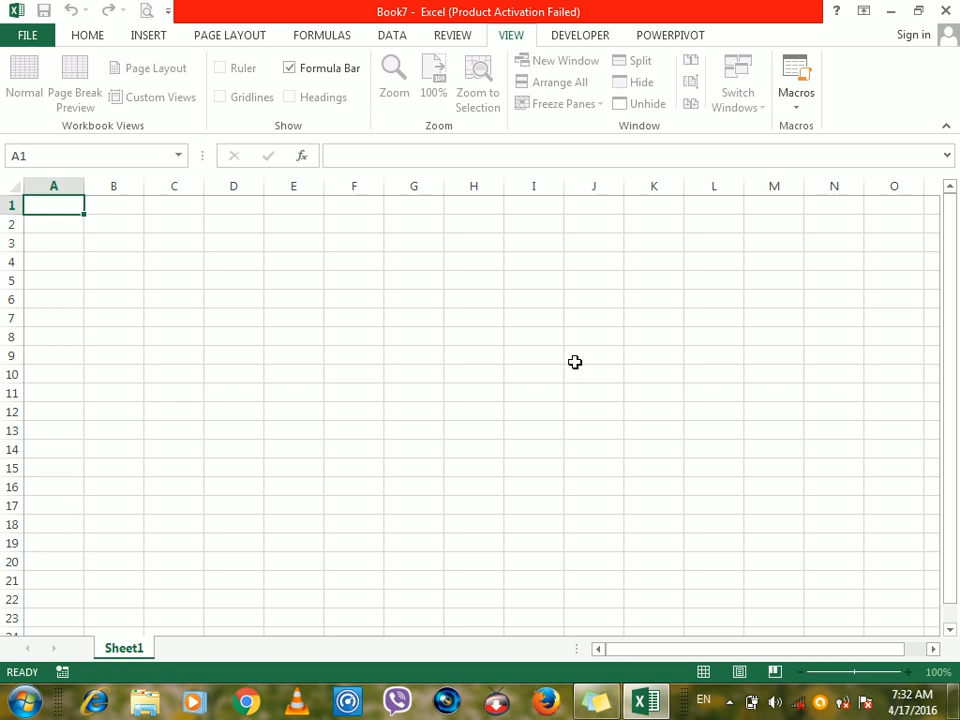 Book7 - Excel (Product Activation Failed)
?
FILE HOME INSERT PAGE LAYOUT FORMULAS DATA REVIEW VIEW DEVELOPER POWERPIVOT Sign in
Normal
Page Break Preview
Page Layout
Custom Views
Workbook Views
Ruler
Formula Bar
Gridlines
Headings
Show
Zoom
100%
Zoom to Selection
Zoom
New Window
Arrange All
Freeze Panes
Split
Hide
Unhide
Switch Windows
Window
Macros
Macros
A1
fx
A B C D E F G H I J K L M N O
1
2
3
4
5
6
7
8
9
10
11
12
13
14
15
16
17
18
19
20
21
22
23
24
Sheet1
READY
100%
EN
7:32 AM
4/17/2016